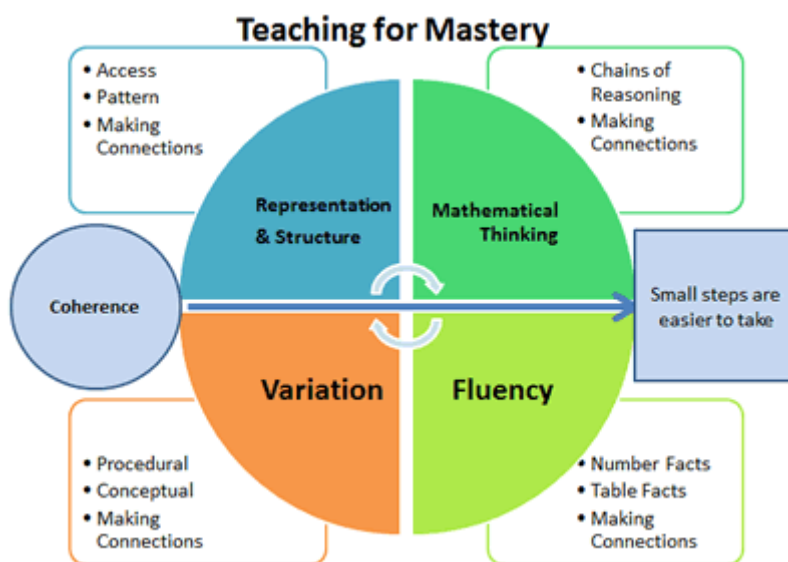 Teaching for Mastery
• Access
• Pattern
• Making
Connections
• Chains of
Reasoning
• Making
Connections
Representation
& Structure
Mathematical
Thinking
Coherence
Small steps are
easier to take
Variation
Fluency
• Procedural
• Conceptual
• Making
Connections
• Number Facts
• Table Facts
• Making
Connections